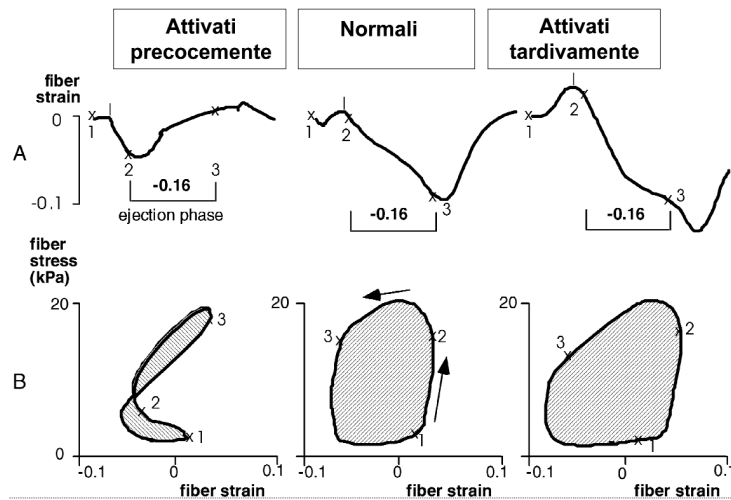 Attivati
precocemente
Normali
Attivati
tardivamente
fiber
strain
0
-0.1
A
1
2
3
-0.16
ejection phase
1
2
3
-0.16
1
2
3
-0.16
fiber
stress
(kPa)
20
0
B
1
2
3
-0.1 0 0.1
fiber strain
20
1
2
3
-0.1 0 0.1
fiber strain
20
0
1
2
3
-0.1 0 0.1
fiber strain